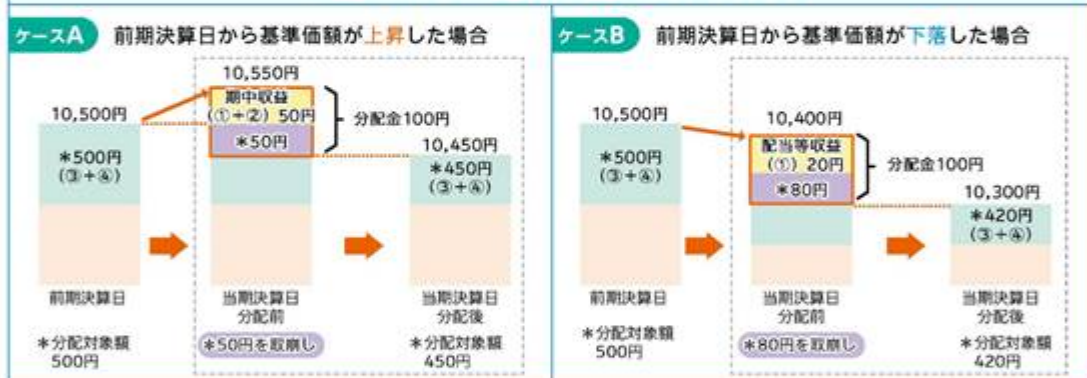 ケースA 前期決算日から基準価額が上昇した場合
10,550円
期中収益
(①+②) 50円
10,500円
分配金100円
*50円
10,450円
*500円
(③+④)
*450円
(③+④)
前期決算日
当期決算日
分配前
当期決算日
分配後
*分配対象額
500円
*50円を取崩し
*分配対象額
450円
ケースB 前期決算日から基準価額が下落した場合
10,500円
10,400円
配当等収益
(①) 20円
*500円
(③+④)
分配金100円
*80円
10,300円
*420円
(③+④)
前期決算日
当期決算日
分配前
当期決算日
分配後
*分配対象額
500円
*80円を取崩し
*分配対象額
420円